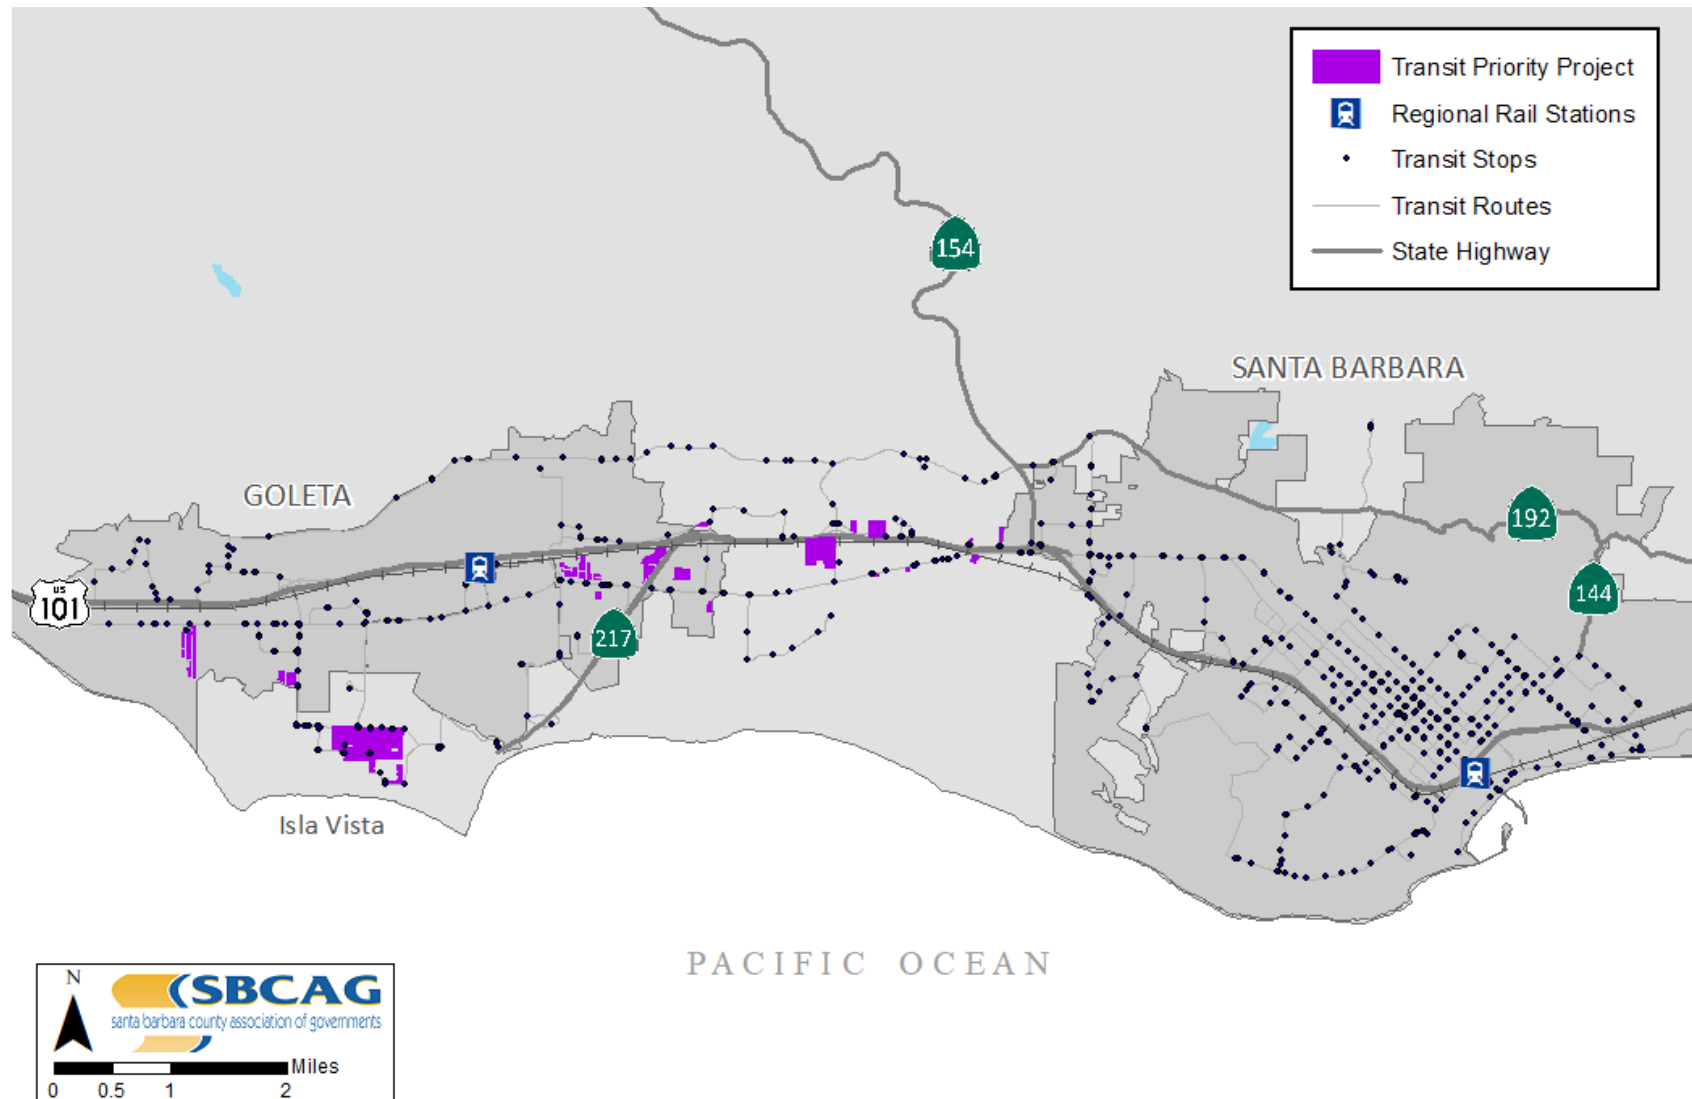 Transit Priority Project
Regional Rail Stations
Transit Stops
Transit Routes
State Highway
154
SANTA BARBARA
GOLETA
192
US
101
144
217
Isla Vista
PACIFIC OCEAN
N
SBCAG
santa barbara county association of governments
Miles
0 0.5 1 2